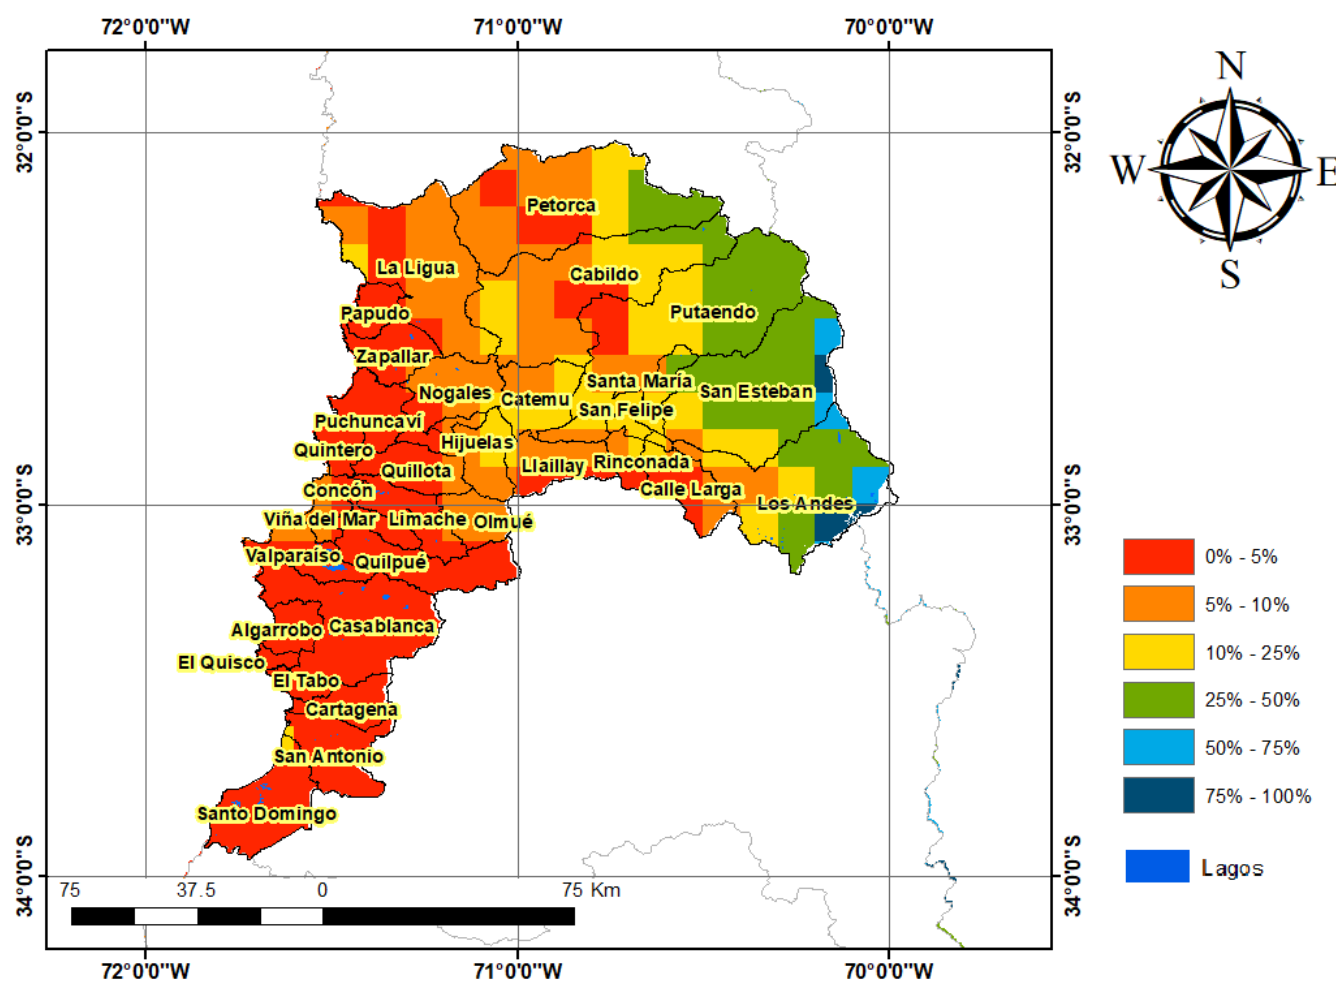 72°0'0"W 71°0'0"W 70°0'0"W
N
W E
S
32°0'0"S 32°0'0"S
Petorca
La Ligua
Cabildo
Papudo
Putaendo
Zapallar
Santa María
Nogales
San Esteban
Catemu
San Felipe
Puchuncaví
Hijuelas
Quintero
Quillota
Llaillay
Rinconada
Concón
Calle Larga
Los Andes
33°0'0"S 33°0'0"S
Viña del Mar
Limache
Olmué
Valparaíso
Quilpué
Algarrobo
Casablanca
El Quisco
El Tabo
Cartagena
San Antonio
Santo Domingo
0% - 5%
5% - 10%
10% - 25%
25% - 50%
50% - 75%
75% - 100%
Lagos
34°0'0"S 34°0'0"S
75 37.5 0 75 Km
72°0'0"W 71°0'0"W 70°0'0"W